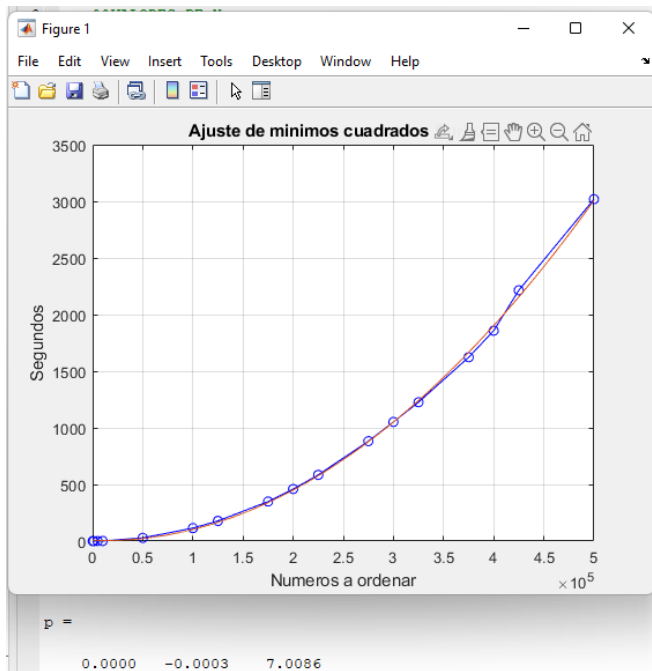 Figure 1
File Edit View Insert Tools Desktop Window Help
Ajuste de minimos cuadrados
3500
3000
2500
2000
1500
1000
500
0
Segundos
0 0.5 1 1.5 2 2.5 3 3.5 4 4.5 5
Numeros a ordenar
×10^5
p =
0.0000 -0.0003 7.0086